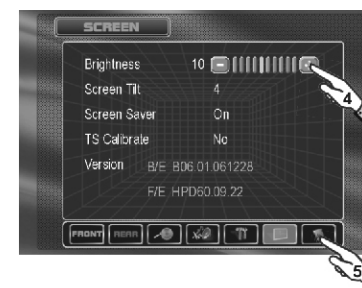 SCREEN
Brightness 10
Screen Tilt 4
Screen Saver On
TS Calibrate No
Version B/E B06.01.061228
F/E HPD60.09.22
FRONT REAR
4
5